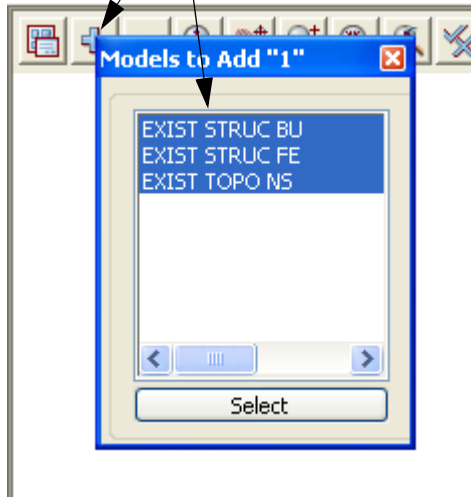 Models to Add "1"
EXIST STRUC BU
EXIST STRUC FE
EXIST TOPO NS
Select